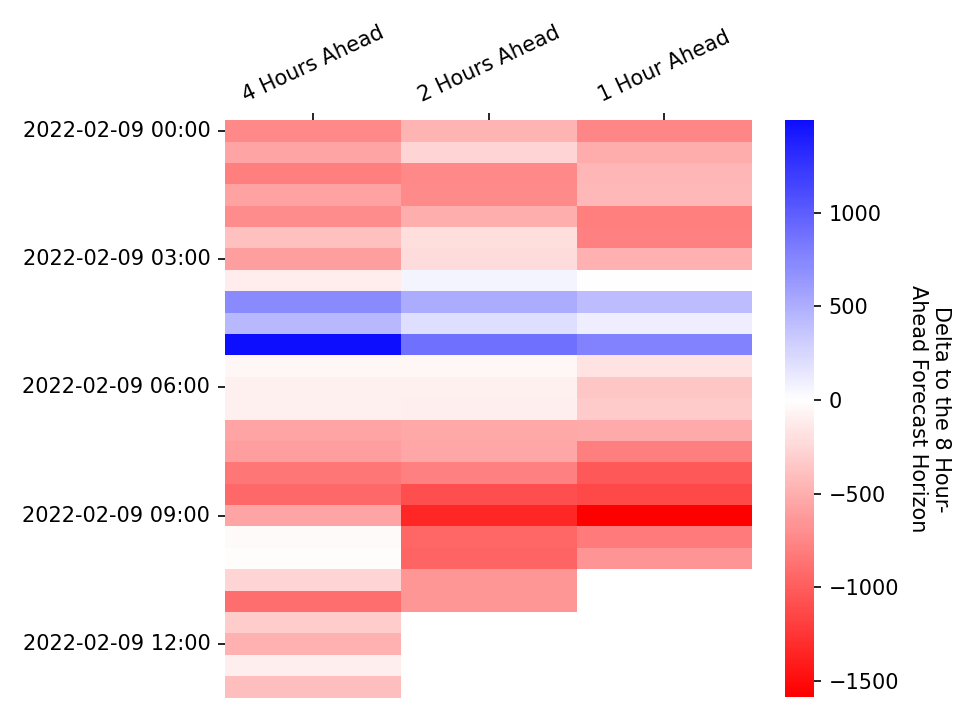 4 Hours Ahead
2 Hours Ahead
1 Hour Ahead
2022-02-09 00:00
2022-02-09 03:00
2022-02-09 06:00
2022-02-09 09:00
2022-02-09 12:00
1000
500
0
−500
−1000
−1500
Delta to the 8 Hour-
Ahead Forecast Horizon